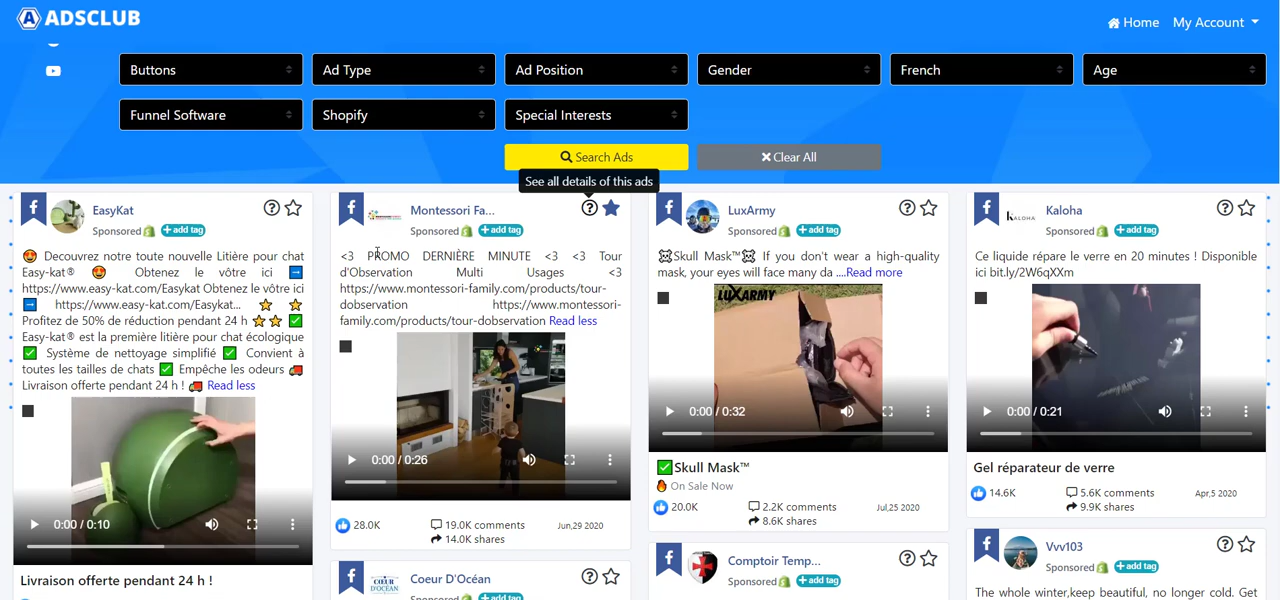 ADSCLUB
Home My Account
Buttons Ad Type Ad Position Gender French Age
Funnel Software Shopify Special Interests
Search Ads Clear All
See all details of this ads
EasyKat
Sponsored add tag
😍 Decouvrez notre toute nouvelle Litière pour chat
Easy-kat® 😍 Obtenez le vôtre ici ➡️
https://www.easy-kat.com/Easykat Obtenez le vôtre ici
➡️ https://www.easy-kat.com/Easykat... ⭐ ⭐
Profitez de 50% de réduction pendant 24 h ⭐⭐ ✅
Easy-kat® est la première litière pour chat écologique
✅ Système de nettoyage simplifié ✅ Convient à
toutes les tailles de chats ✅ Empêche les odeurs 🚚
Livraison offerte pendant 24 h ! 🚚 Read less
0:00 / 0:10
Livraison offerte pendant 24 h !
Montessori Fa...
Sponsored add tag
<3 PROMO DERNIÈRE MINUTE <3 <3 Tour
d'Observation Multi Usages <3
https://www.montessori-family.com/products/tour-
dobservation https://www.montessori-
family.com/products/tour-dobservation Read less
0:00 / 0:26
28.0K 19.0K comments Jun,29 2020
14.0K shares
Coeur D'Océan
CŒUR
D'OCÉAN
Sponsored add tag
LuxArmy
Sponsored add tag
☠Skull Mask™☠ If you don't wear a high-quality
mask, your eyes will face many da ....Read more
LUXARMY
0:00 / 0:32
✅Skull Mask™
🔥 On Sale Now
20.0K 2.2K comments Jul,25 2020
8.6K shares
Comptoir Temp...
Sponsored add tag
Kaloha
KALOHA
Sponsored add tag
Ce liquide répare le verre en 20 minutes ! Disponible
ici bit.ly/2W6qXXm
0:00 / 0:21
Gel réparateur de verre
14.6K 5.6K comments Apr,5 2020
9.9K shares
Vvv103
Sponsored add tag
The whole winter,keep beautiful, no longer cold. Get